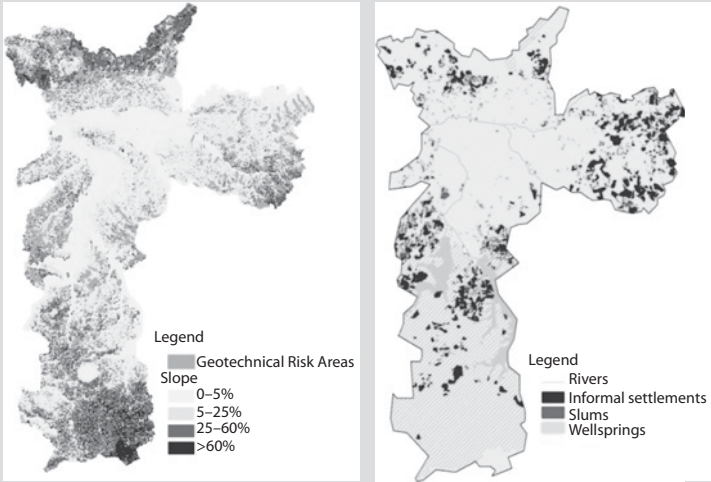 Legend
Geotechnical Risk Areas
Slope
0–5%
5–25%
25–60%
>60%
Legend
Rivers
Informal settlements
Slums
Wellsprings